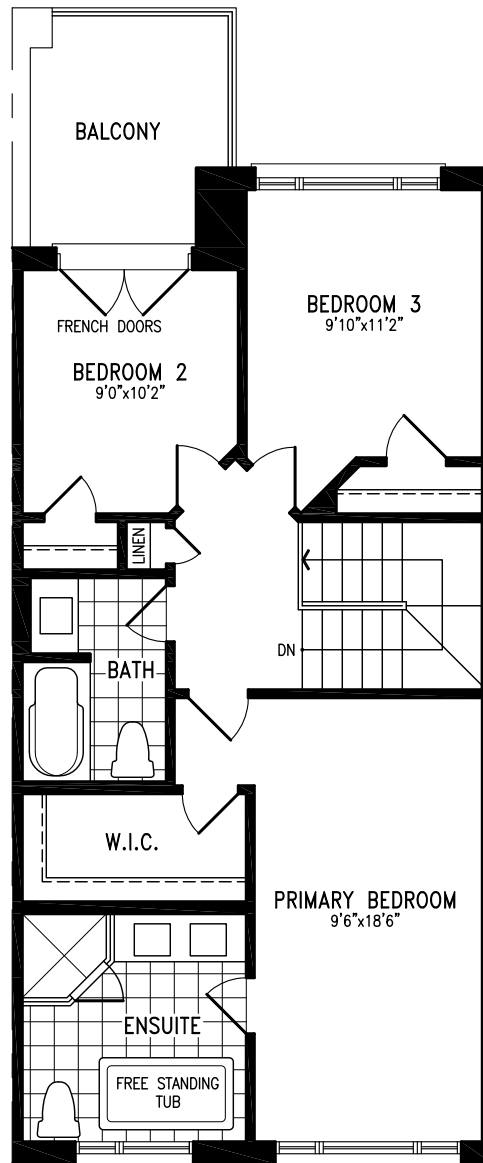 BALCONY
FRENCH DOORS
BEDROOM 3
9'10"x11'2"
BEDROOM 2
9'0"x10'2"
LINEN
DN
BATH
W.I.C.
PRIMARY BEDROOM
9'6"x18'6"
ENSUITE
FREE STANDING
TUB